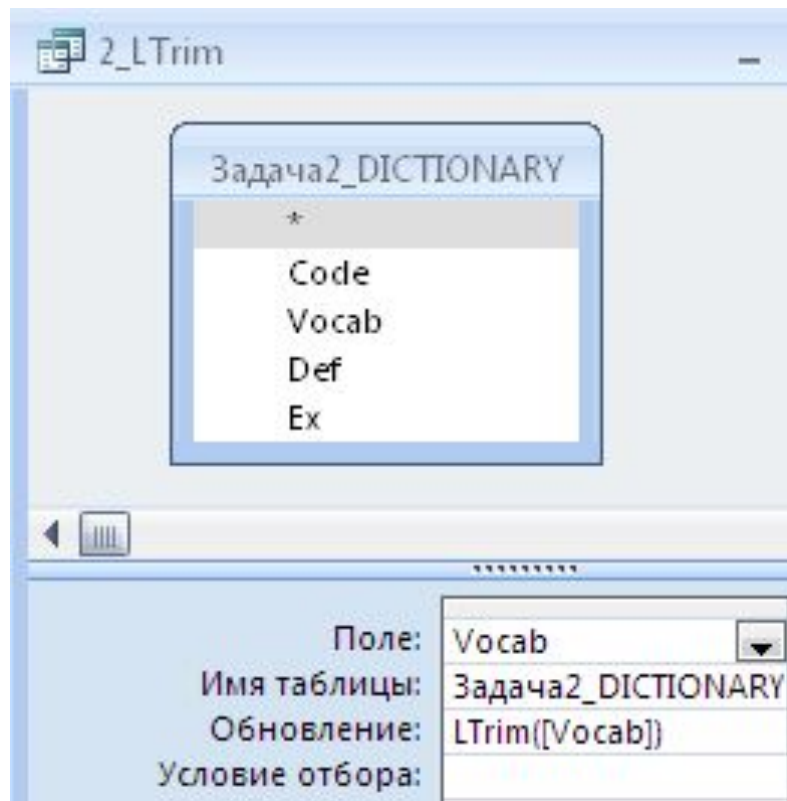 2_LTrim
Задача2_DICTIONARY
*
Code
Vocab
Def
Ex
Поле: Vocab
Имя таблицы: Задача2_DICTIONARY
Обновление: LTrim([Vocab])
Условие отбора: